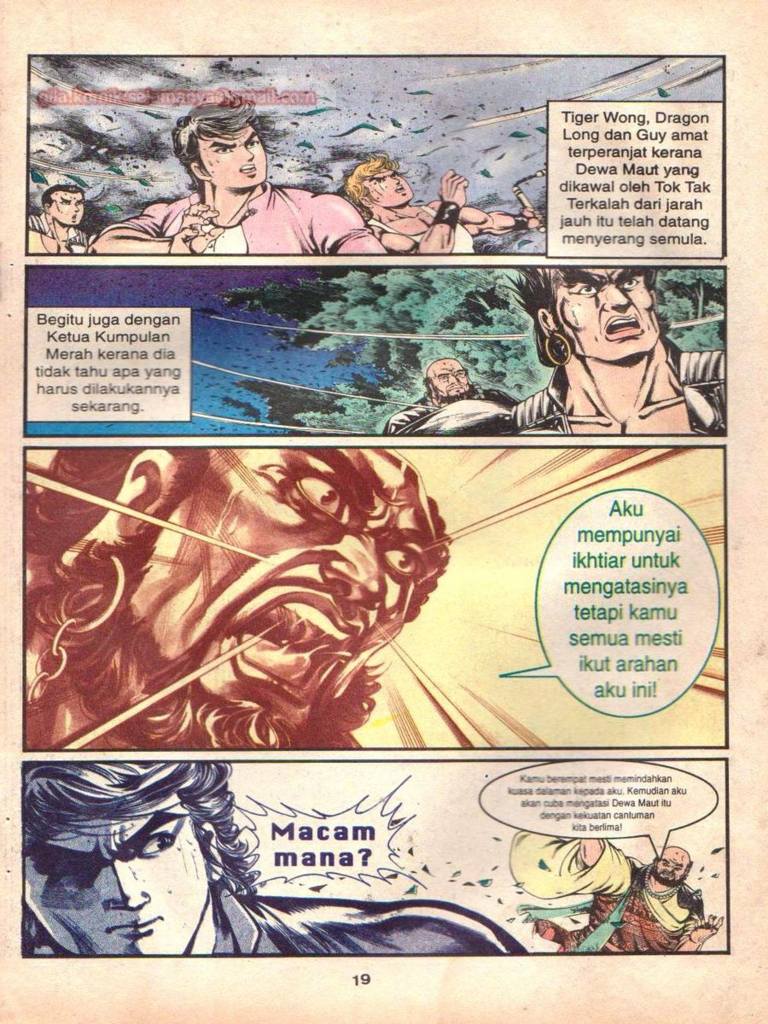 Tiger Wong, Dragon
Long dan Guy amat
terperanjat kerana
Dewa Maut yang
dikawal oleh Tok Tak
Terkalah dari jarah
jauh itu telah datang
menyerang semula.
Begitu juga dengan
Ketua Kumpulan
Merah kerana dia
tidak tahu apa yang
harus dilakukannya
sekarang.
Aku
mempunyai
ikhtiar untuk
mengatasinya
tetapi kamu
semua mesti
ikut arahan
aku ini!
Macam
mana?
Kamu berempat mesti memindahkan
kuasa dalaman kepada aku. Kemudian aku
akan cuba mengatasi Dewa Maut itu
dengan kekuatan cantuman
kita berlima!
19